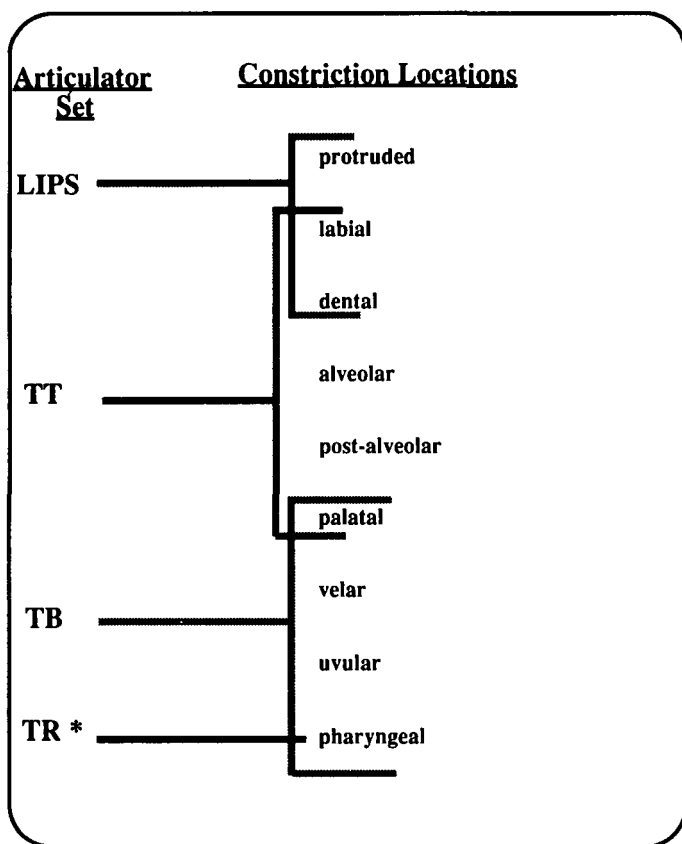 Articulator Set
Constriction Locations
LIPS
protruded
labial
dental
TT
alveolar
post-alveolar
palatal
TB
velar
uvular
TR *
pharyngeal